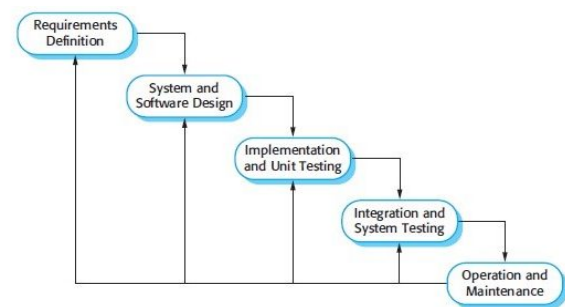 Requirements
Definition
System and
Software Design
Implementation
and Unit Testing
Integration and
System Testing
Operation and
Maintenance